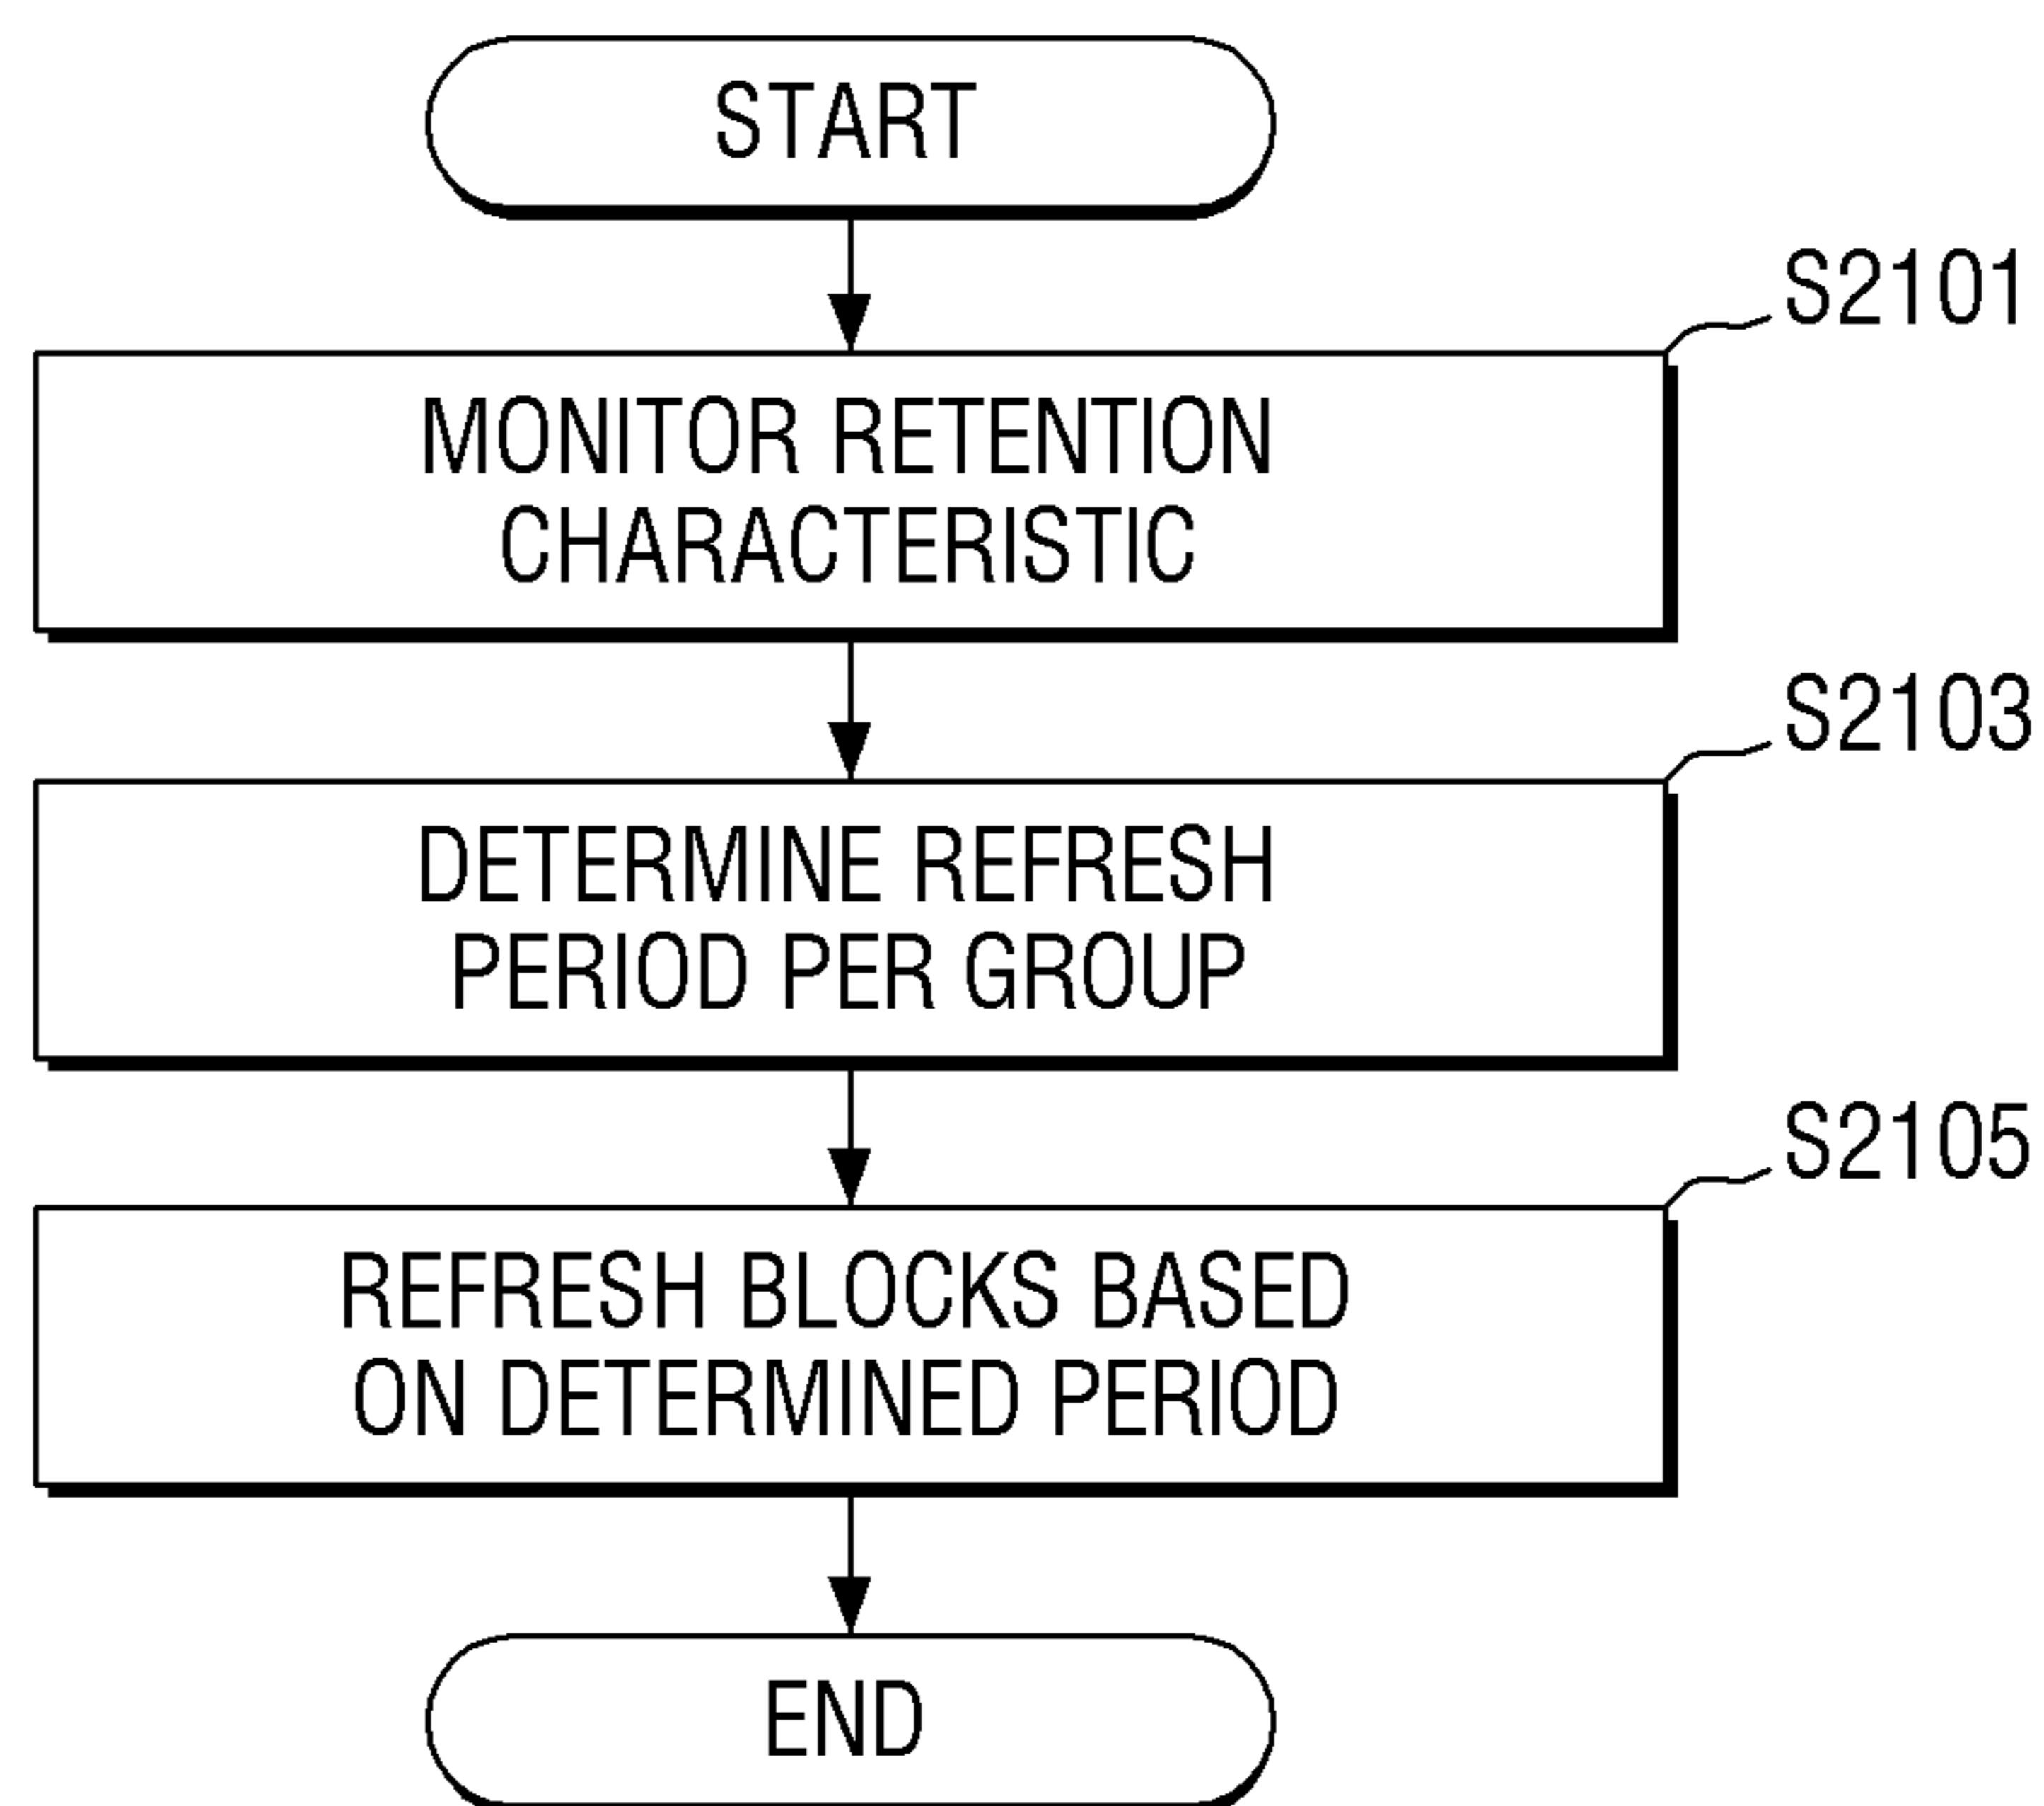 START
S2101
MONITOR RETENTION
CHARACTERISTIC
S2103
DETERMINE REFRESH
PERIOD PER GROUP
S2105
REFRESH BLOCKS BASED
ON DETERMINED PERIOD
END